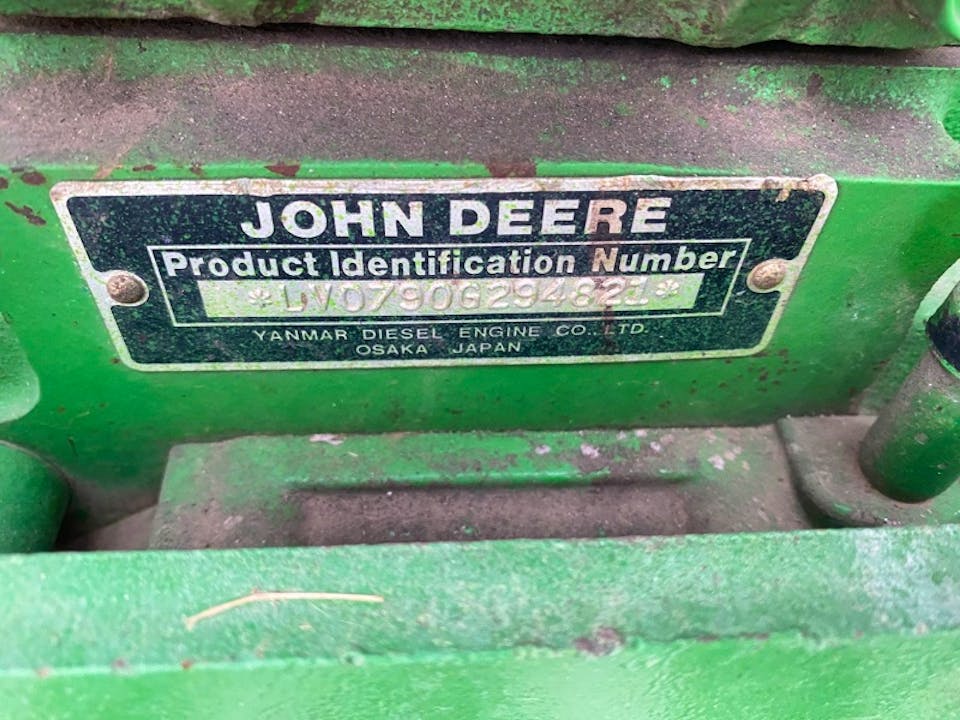 JOHN DEERE
Product Identification Number
*LV0790G294821*
YANMAR DIESEL ENGINE CO., LTD.
OSAKA JAPAN